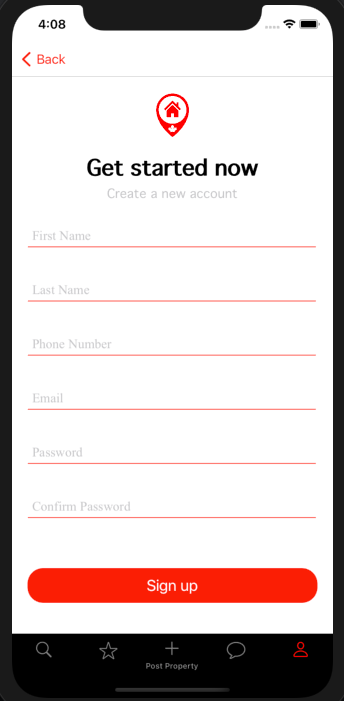 4:08
Back
Get started now
Create a new account
First Name
Last Name
Phone Number
Email
Password
Confirm Password
Sign up
Post Property